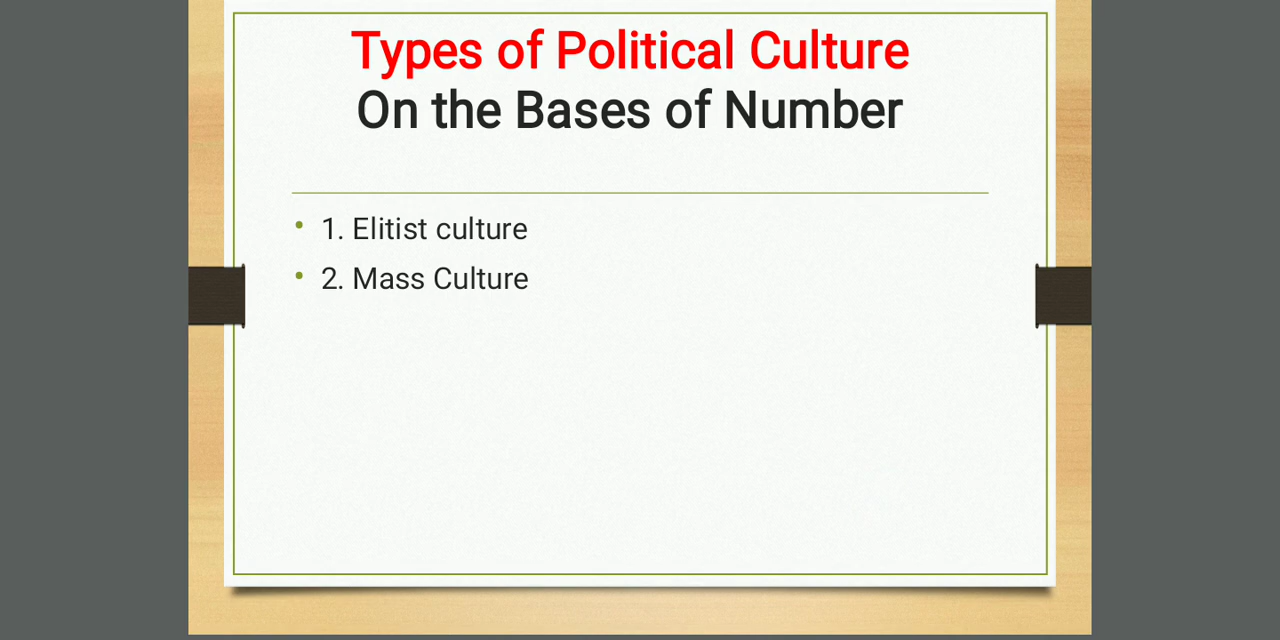 Types of Political Culture
On the Bases of Number
• 1. Elitist culture
• 2. Mass Culture